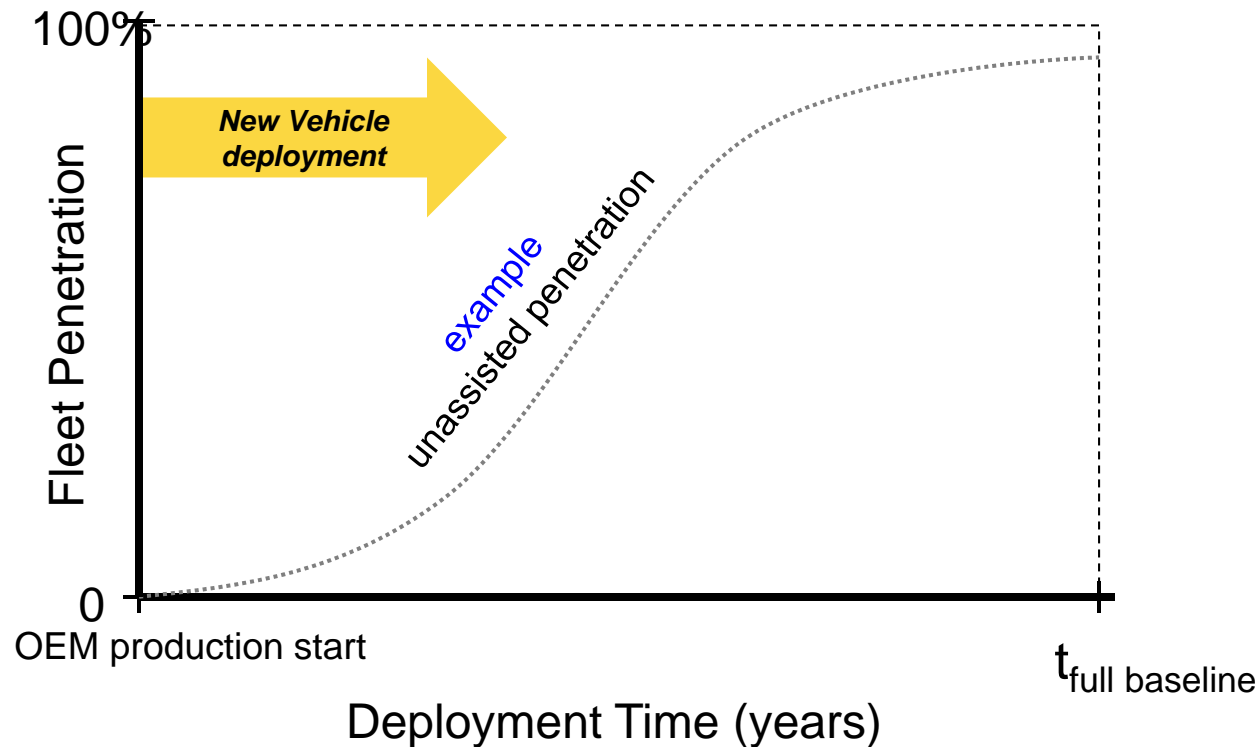 100%
New Vehicle
deployment
Fleet Penetration
example
unassisted penetration
0
OEM production start
t full baseline
Deployment Time (years)